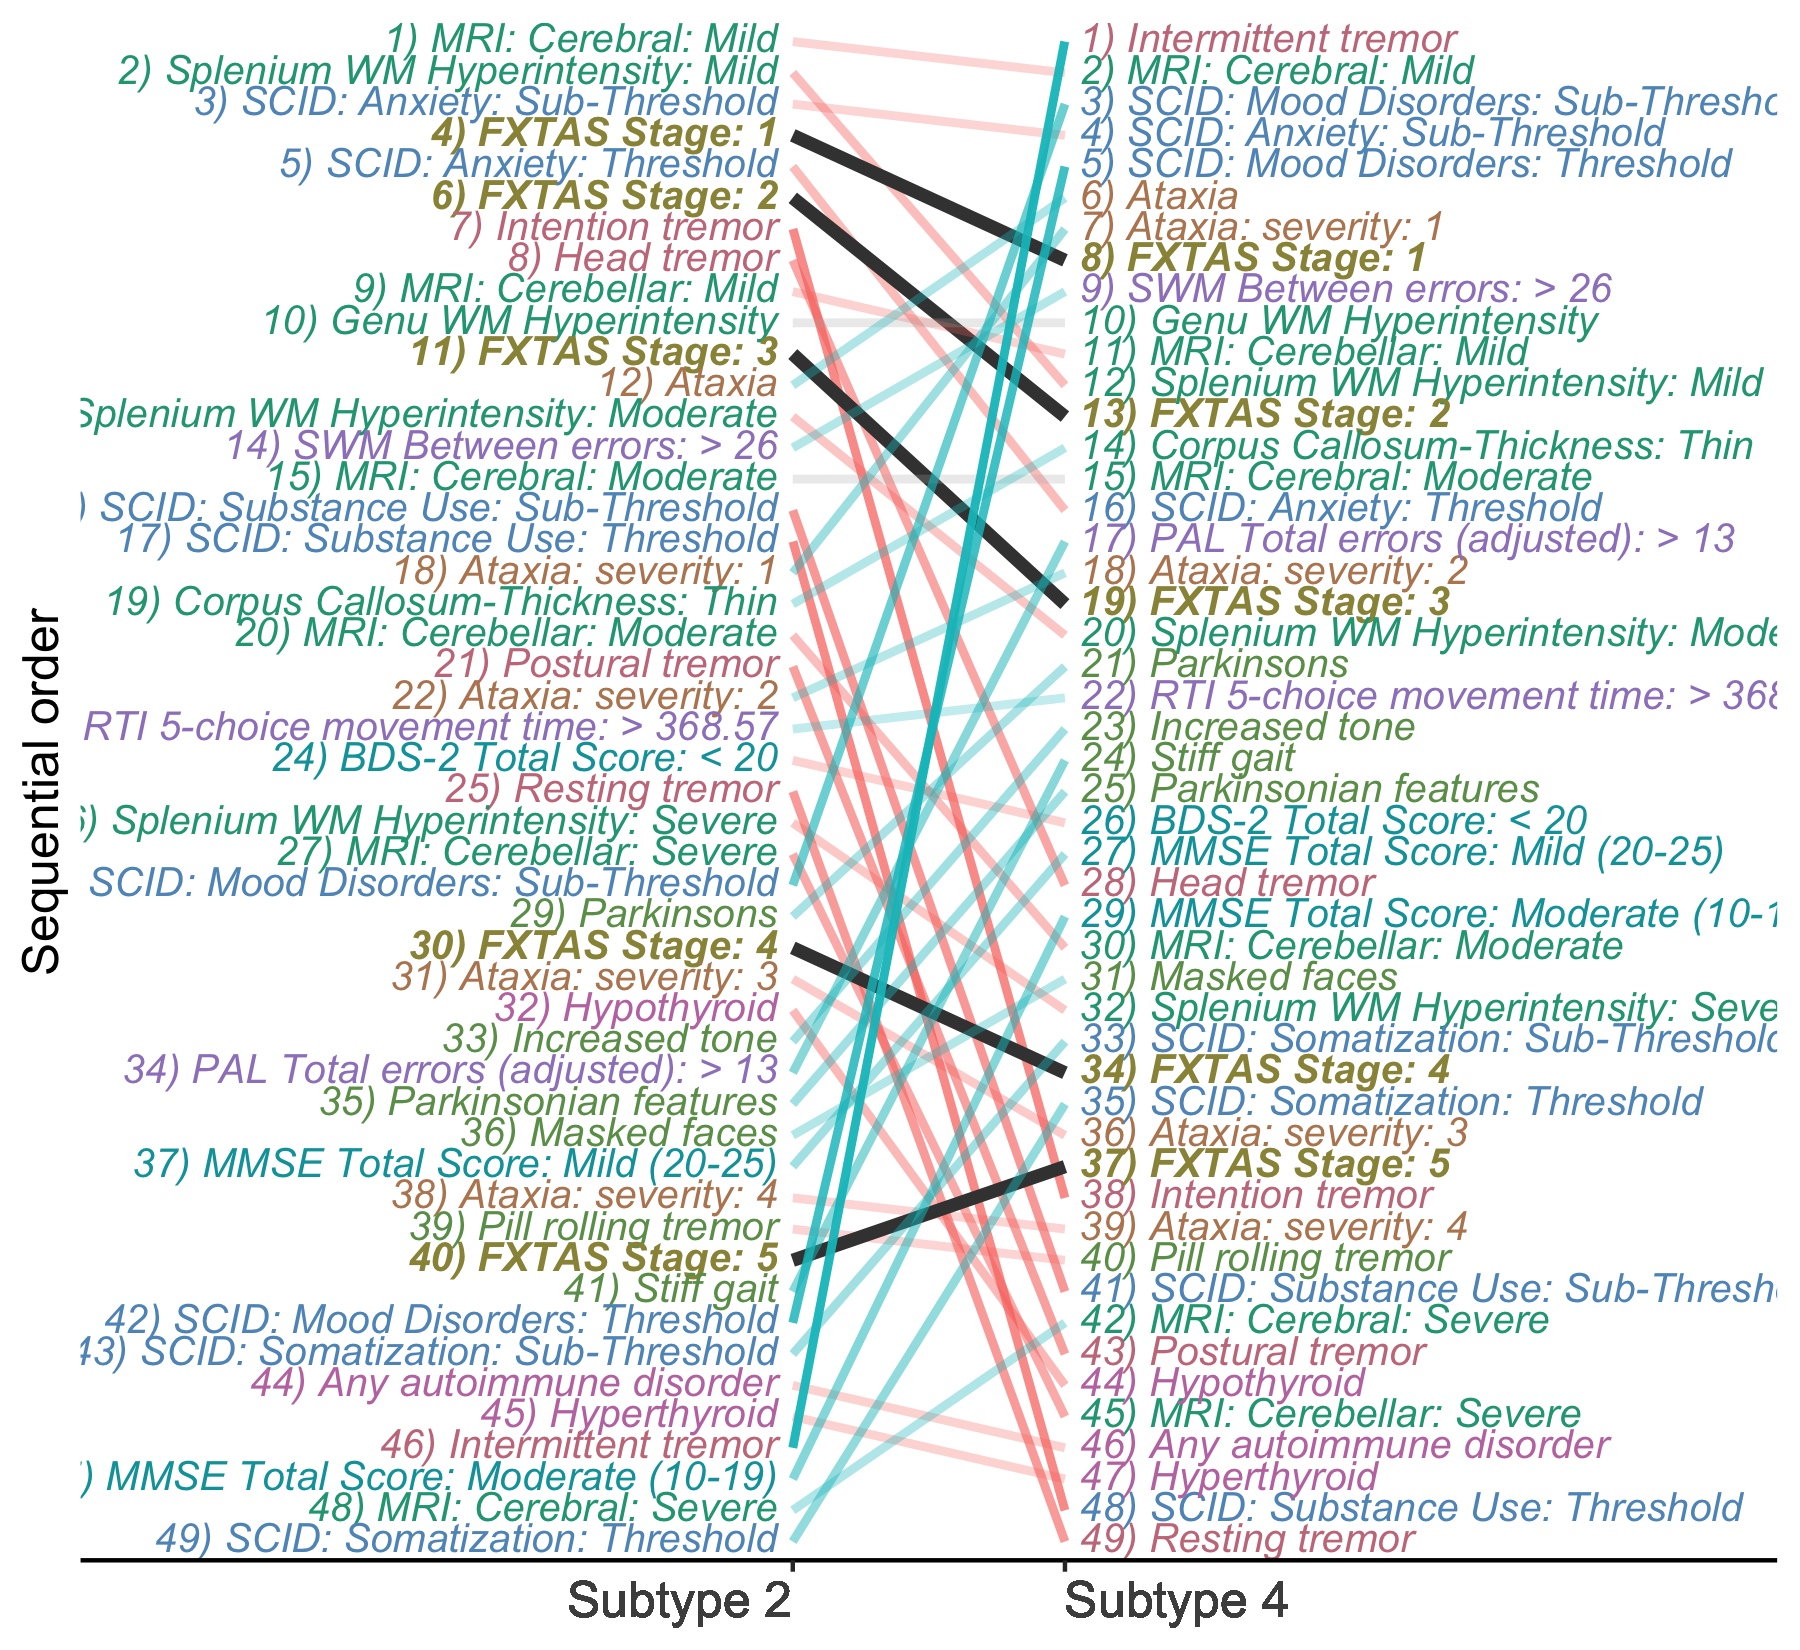 Sequential order
1) MRI: Cerebral: Mild
2) Splenium WM Hyperintensity: Mild
3) SCID: Anxiety: Sub-Threshold
4) FXTAS Stage: 1
5) SCID: Anxiety: Threshold
6) FXTAS Stage: 2
7) Intention tremor
8) Head tremor
9) MRI: Cerebellar: Mild
10) Genu WM Hyperintensity
11) FXTAS Stage: 3
12) Ataxia
Splenium WM Hyperintensity: Moderate
14) SWM Between errors: > 26
15) MRI: Cerebral: Moderate
) SCID: Substance Use: Sub-Threshold
17) SCID: Substance Use: Threshold
18) Ataxia: severity: 1
19) Corpus Callosum-Thickness: Thin
20) MRI: Cerebellar: Moderate
21) Postural tremor
22) Ataxia: severity: 2
RTI 5-choice movement time: > 368.57
24) BDS-2 Total Score: < 20
25) Resting tremor
6) Splenium WM Hyperintensity: Severe
27) MRI: Cerebellar: Severe
SCID: Mood Disorders: Sub-Threshold
29) Parkinsons
30) FXTAS Stage: 4
31) Ataxia: severity: 3
32) Hypothyroid
33) Increased tone
34) PAL Total errors (adjusted): > 13
35) Parkinsonian features
36) Masked faces
37) MMSE Total Score: Mild (20-25)
38) Ataxia: severity: 4
39) Pill rolling tremor
40) FXTAS Stage: 5
41) Stiff gait
42) SCID: Mood Disorders: Threshold
43) SCID: Somatization: Sub-Threshold
44) Any autoimmune disorder
45) Hyperthyroid
46) Intermittent tremor
) MMSE Total Score: Moderate (10-19)
48) MRI: Cerebral: Severe
49) SCID: Somatization: Threshold
1) Intermittent tremor
2) MRI: Cerebral: Mild
3) SCID: Mood Disorders: Sub-Thresho
4) SCID: Anxiety: Sub-Threshold
5) SCID: Mood Disorders: Threshold
6) Ataxia
7) Ataxia: severity: 1
8) FXTAS Stage: 1
9) SWM Between errors: > 26
10) Genu WM Hyperintensity
11) MRI: Cerebellar: Mild
12) Splenium WM Hyperintensity: Mild
13) FXTAS Stage: 2
14) Corpus Callosum-Thickness: Thin
15) MRI: Cerebral: Moderate
16) SCID: Anxiety: Threshold
17) PAL Total errors (adjusted): > 13
18) Ataxia: severity: 2
19) FXTAS Stage: 3
20) Splenium WM Hyperintensity: Mode
21) Parkinsons
22) RTI 5-choice movement time: > 368
23) Increased tone
24) Stiff gait
25) Parkinsonian features
26) BDS-2 Total Score: < 20
27) MMSE Total Score: Mild (20-25)
28) Head tremor
29) MMSE Total Score: Moderate (10-1
30) MRI: Cerebellar: Moderate
31) Masked faces
32) Splenium WM Hyperintensity: Seve
33) SCID: Somatization: Sub-Threshold
34) FXTAS Stage: 4
35) SCID: Somatization: Threshold
36) Ataxia: severity: 3
37) FXTAS Stage: 5
38) Intention tremor
39) Ataxia: severity: 4
40) Pill rolling tremor
41) SCID: Substance Use: Sub-Thresh
42) MRI: Cerebral: Severe
43) Postural tremor
44) Hypothyroid
45) MRI: Cerebellar: Severe
46) Any autoimmune disorder
47) Hyperthyroid
48) SCID: Substance Use: Threshold
49) Resting tremor
Subtype 2
Subtype 4